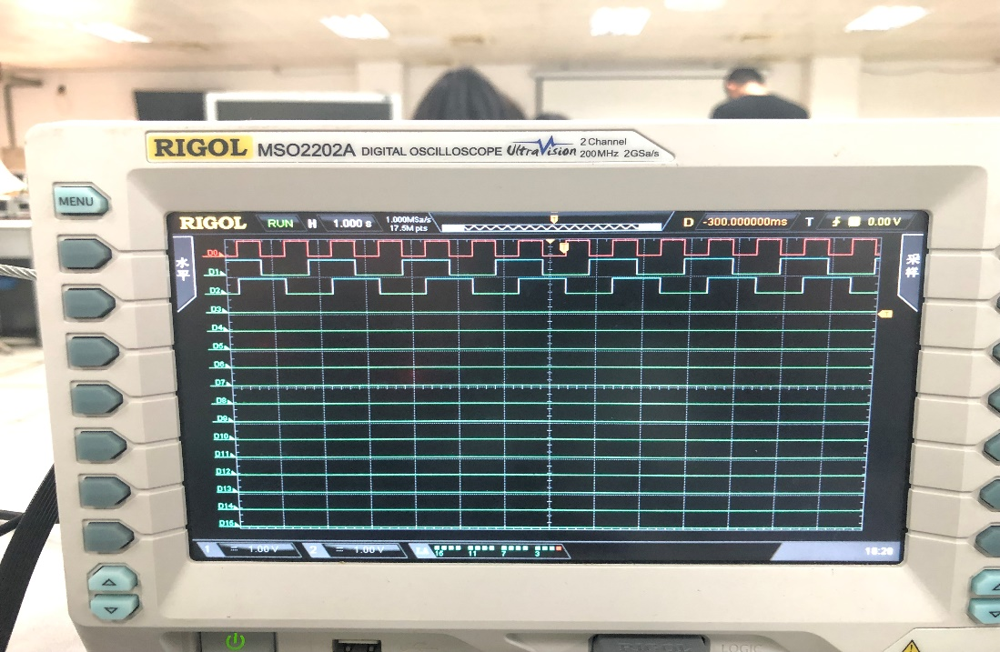 RIGOL MSO2202A DIGITAL OSCILLOSCOPE UltraVision 2 Channel 200MHz 2GSa/s
MENU
RIGOL RUN H 1.000 s 1.000MSa/s 17.5M pts D -300.000000ms T 0.00 V
水平
采样
D0
D1
D2
D3
D4
D5
D6
D7
D8
D9
D10
D11
D12
D13
D14
D15
1 1.00 V 2 1.00 V 15 11 7 3
RIGOL LOGIC